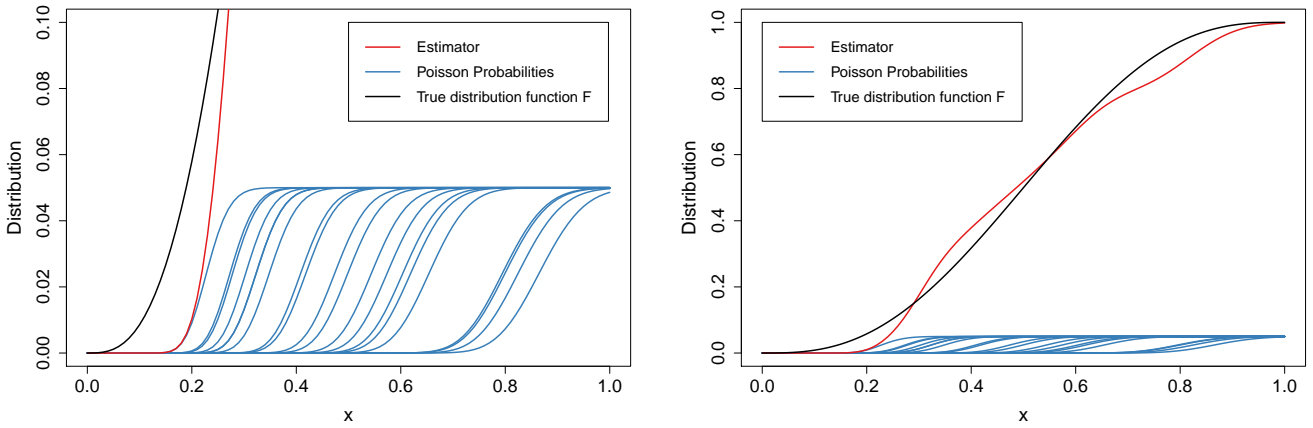 Distribution
0.10
0.08
0.06
0.04
0.02
0.00
Estimator
Poisson Probabilities
True distribution function F
0.0 0.2 0.4 0.6 0.8 1.0
x
Distribution
1.0
0.8
0.6
0.4
0.2
0.0
Estimator
Poisson Probabilities
True distribution function F
0.0 0.2 0.4 0.6 0.8 1.0
x